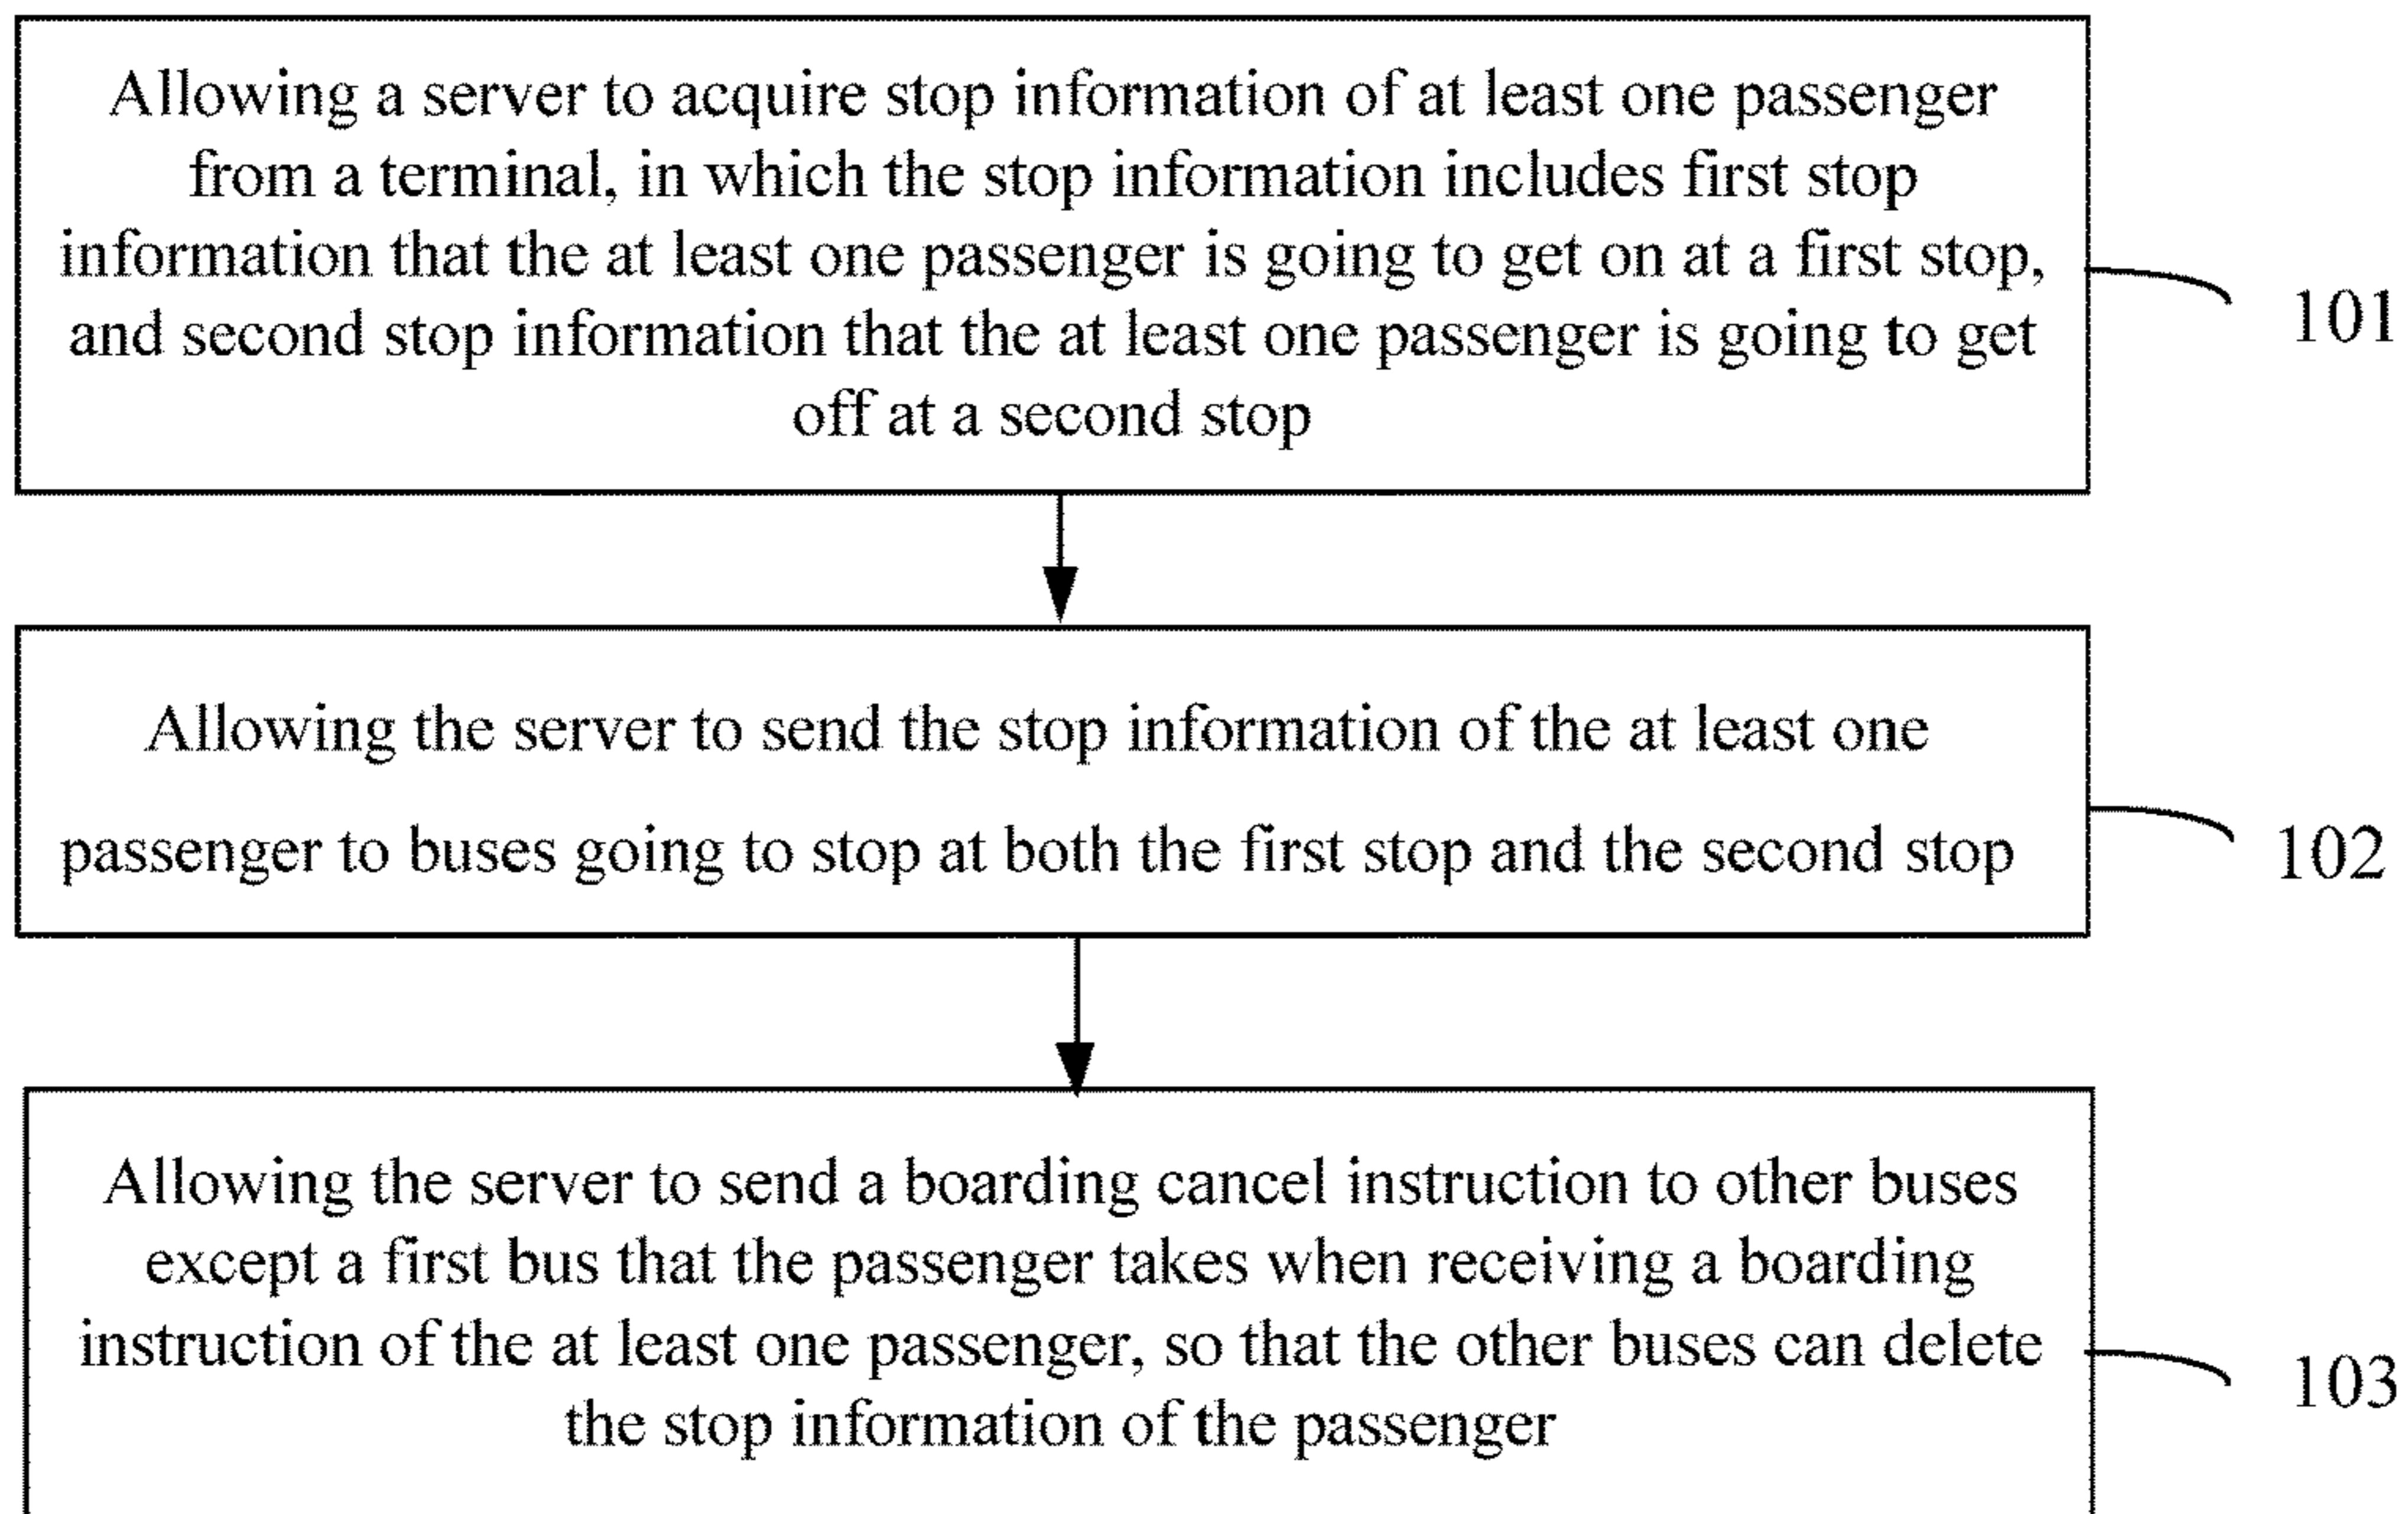 Allowing a server to acquire stop information of at least one passenger
from a terminal, in which the stop information includes first stop
information that the at least one passenger is going to get on at a first stop,
and second stop information that the at least one passenger is going to get
off at a second stop
101
Allowing the server to send the stop information of the at least one
passenger to buses going to stop at both the first stop and the second stop
102
Allowing the server to send a boarding cancel instruction to other buses
except a first bus that the passenger takes when receiving a boarding
instruction of the at least one passenger, so that the other buses can delete
the stop information of the passenger
103